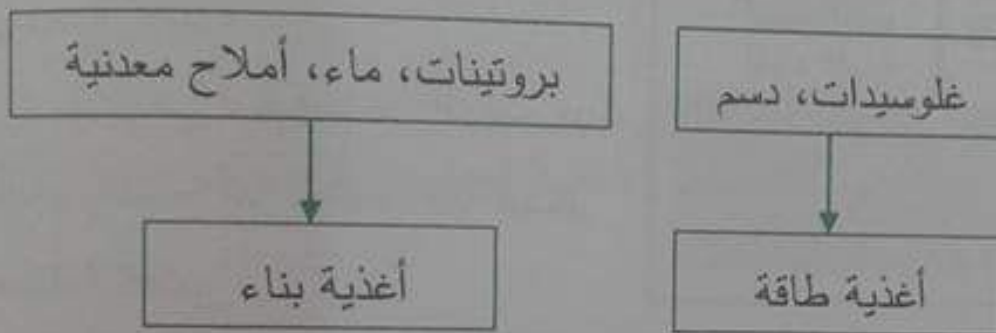 غلوسيدات، دسم
بروتينات، ماء، أملاح معدنية
أغذية طاقة
أغذية بناء